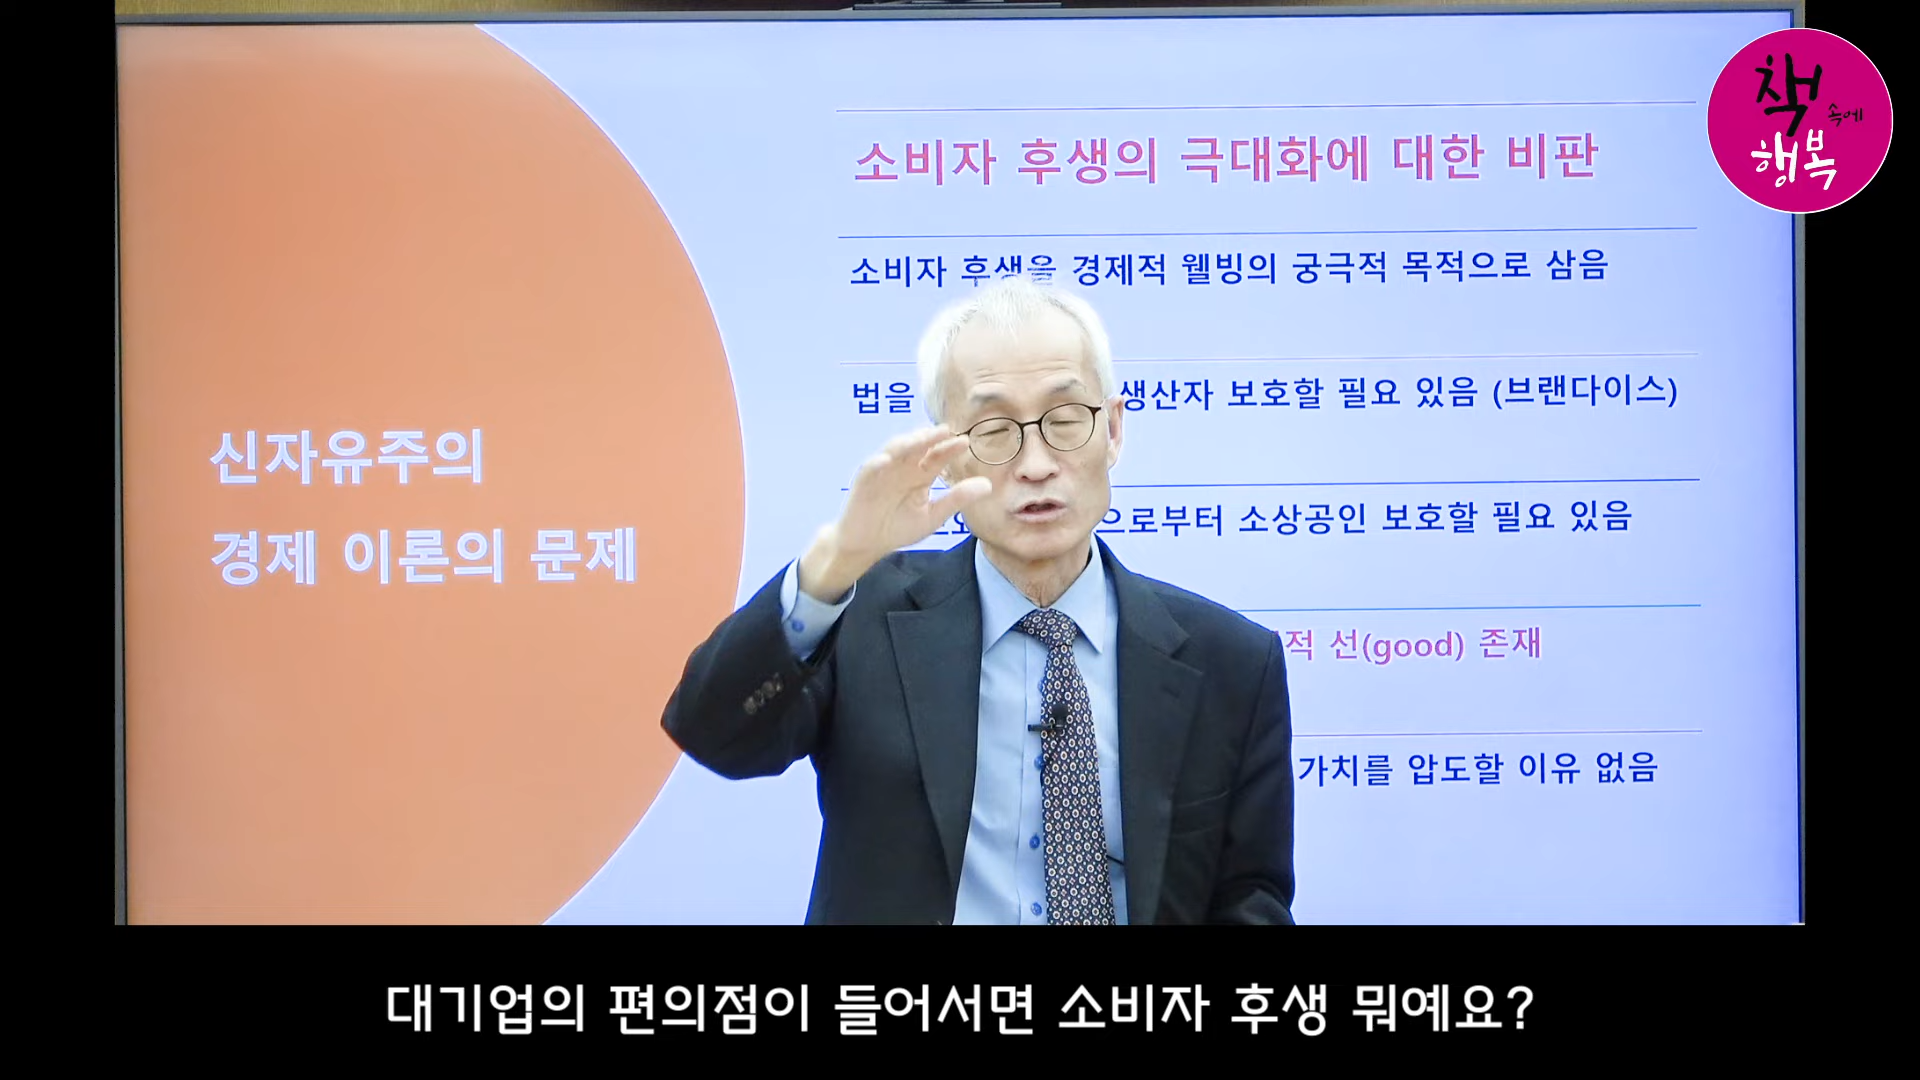 책
속에
행복
신자유주의
경제 이론의 문제
소비자 후생의 극대화에 대한 비판
소비자 후생을 경제적 웰빙의 궁극적 목적으로 삼음
법을 생산자 보호할 필요 있음 (브랜다이스)
으로부터 소상공인 보호할 필요 있음
적 선(good) 존재
가치를 압도할 이유 없음
대기업의 편의점이 들어서면 소비자 후생 뭐예요?